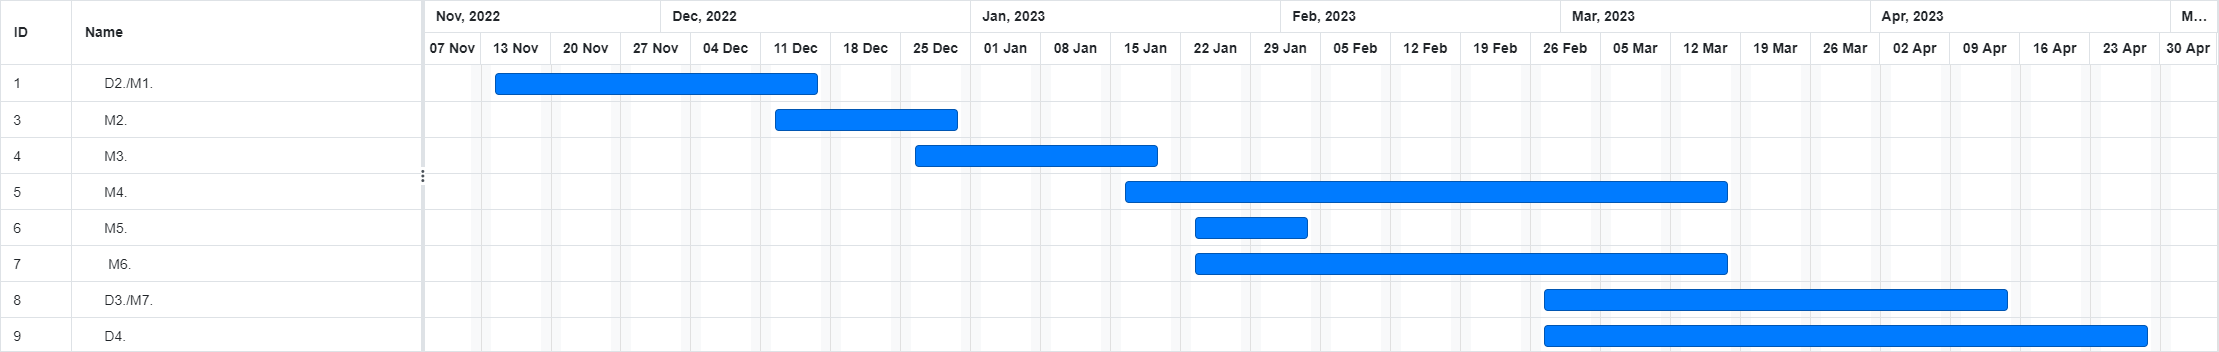 ID Name Nov, 2022 Dec, 2022 Jan, 2023 Feb, 2023 Mar, 2023 Apr, 2023 M...
07 Nov 13 Nov 20 Nov 27 Nov 04 Dec 11 Dec 18 Dec 25 Dec 01 Jan 08 Jan 15 Jan 22 Jan 29 Jan 05 Feb 12 Feb 19 Feb 26 Feb 05 Mar 12 Mar 19 Mar 26 Mar 02 Apr 09 Apr 16 Apr 23 Apr 30 Apr
1 D2./M1.
3 M2.
4 M3.
5 M4.
6 M5.
7 M6.
8 D3./M7.
9 D4.